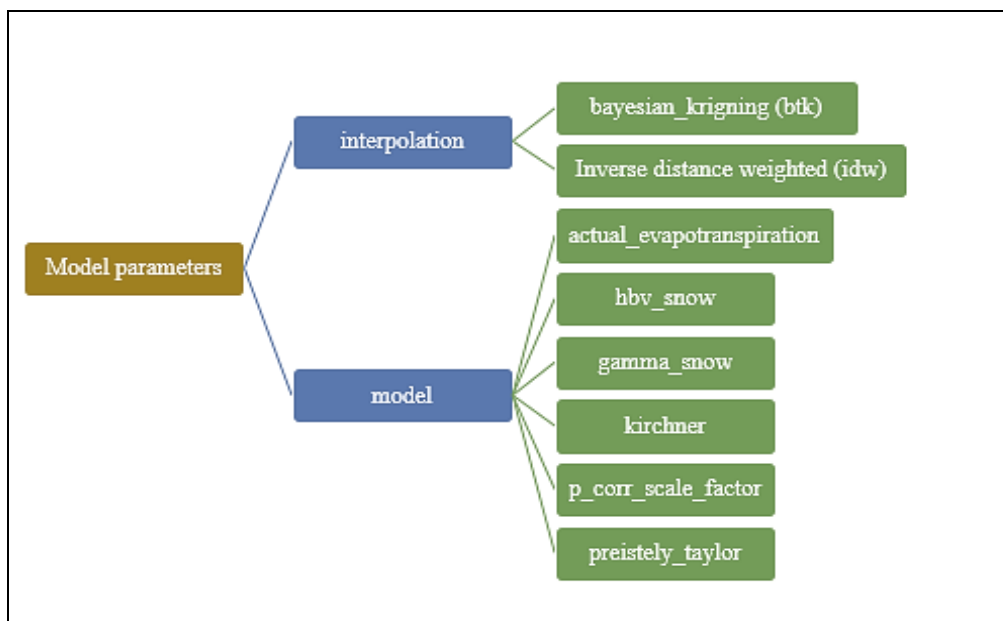 Model parameters
interpolation
bayesian_krigning (btk)
Inverse distance weighted (idw)
model
actual_evapotranspiration
hbv_snow
gamma_snow
kirchner
p_corr_scale_factor
preistely_taylor